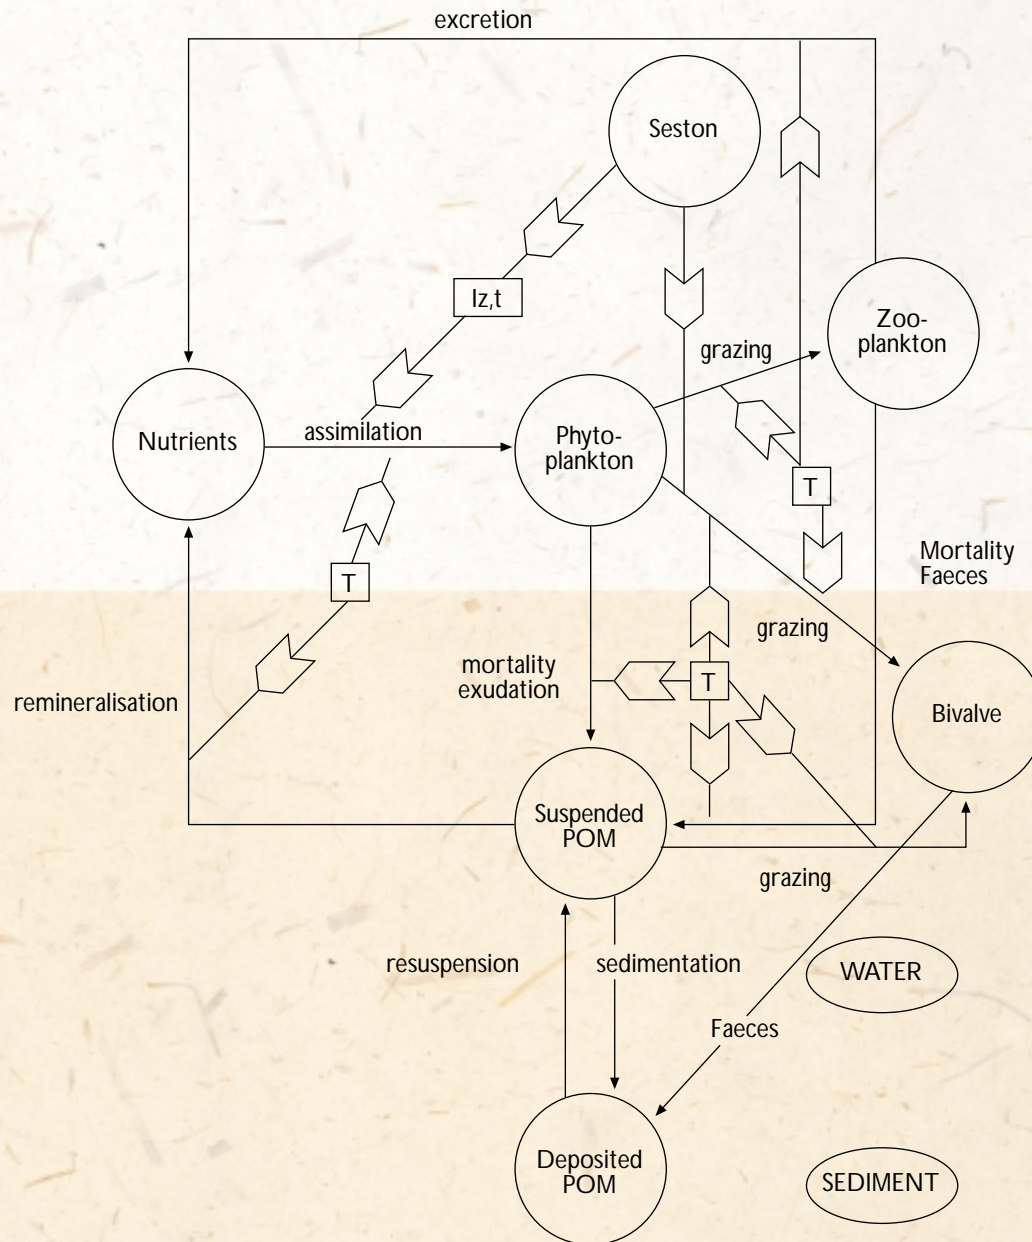 excretion
Seston
Iz,t
Zoo-
plankton
grazing
Nutrients
assimilation
Phyto-
plankton
T
T
Mortality
Faeces
grazing
mortality
exudation
T
remineralisation
Bivalve
Suspended
POM
grazing
resuspension
sedimentation
WATER
Faeces
Deposited
POM
SEDIMENT